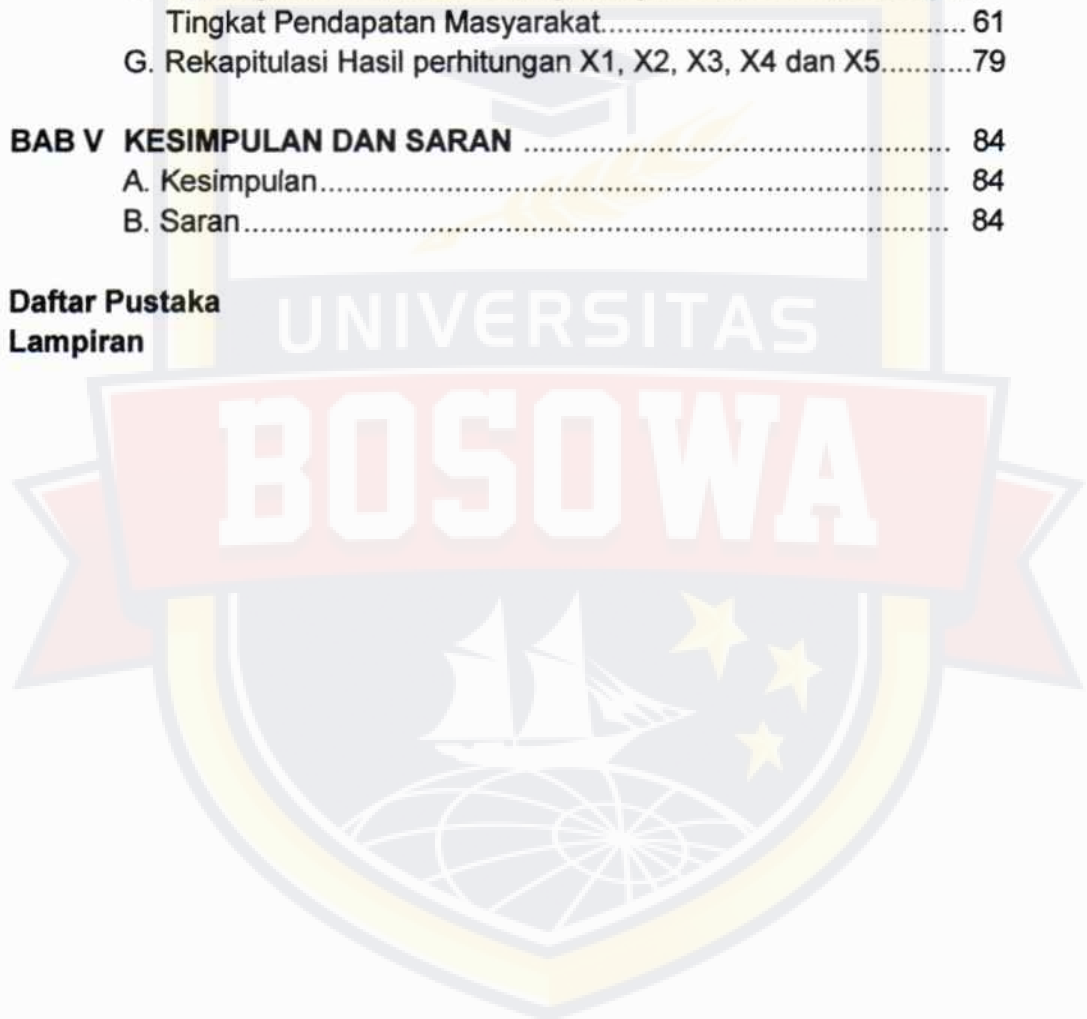 Tingkat Pendapatan Masyarakat.......................................61
G. Rekapitulasi Hasil perhitungan X1, X2, X3, X4 dan X5...........79
BAB V KESIMPULAN DAN SARAN ................................................ 84
A. Kesimpulan...................................................................... 84
B. Saran.............................................................................. 84
Daftar Pustaka
Lampiran
UNIVERSITAS
BOSOWA